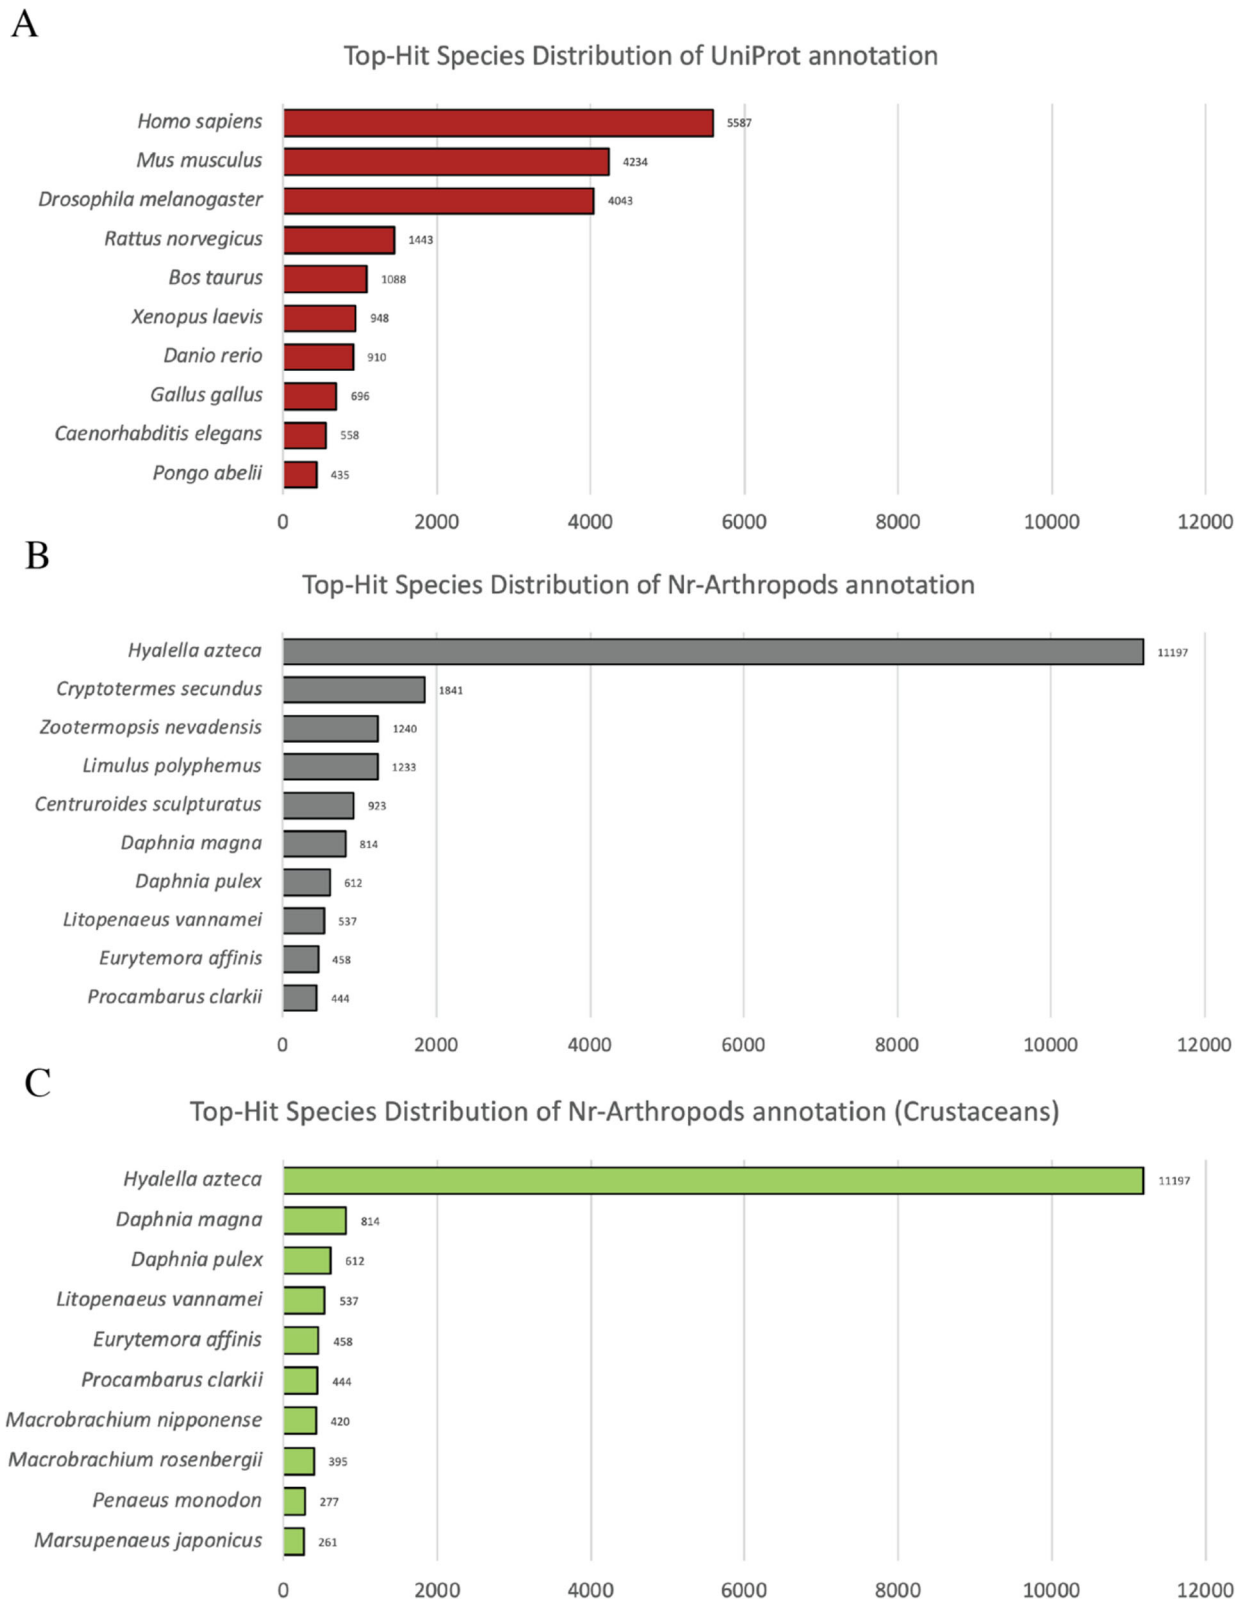 A
Top-Hit Species Distribution of UniProt annotation
Homo sapiens 5587
Mus musculus 4234
Drosophila melanogaster 4043
Rattus norvegicus 1443
Bos taurus 1088
Xenopus laevis 948
Danio rerio 910
Gallus gallus 696
Caenorhabditis elegans 558
Pongo abelii 435
0 2000 4000 6000 8000 10000 12000
B
Top-Hit Species Distribution of Nr-Arthropods annotation
Hyalella azteca 11197
Cryptotermes secundus 1841
Zootermopsis nevadensis 1240
Limulus polyphemus 1233
Centruroides sculpturatus 923
Daphnia magna 814
Daphnia pulex 612
Litopenaeus vannamei 537
Eurytemora affinis 458
Procambarus clarkii 444
0 2000 4000 6000 8000 10000 12000
C
Top-Hit Species Distribution of Nr-Arthropods annotation (Crustaceans)
Hyalella azteca 11197
Daphnia magna 814
Daphnia pulex 612
Litopenaeus vannamei 537
Eurytemora affinis 458
Procambarus clarkii 444
Macrobrachium nipponense 420
Macrobrachium rosenbergii 395
Penaeus monodon 277
Marsupenaeus japonicus 261
0 2000 4000 6000 8000 10000 12000